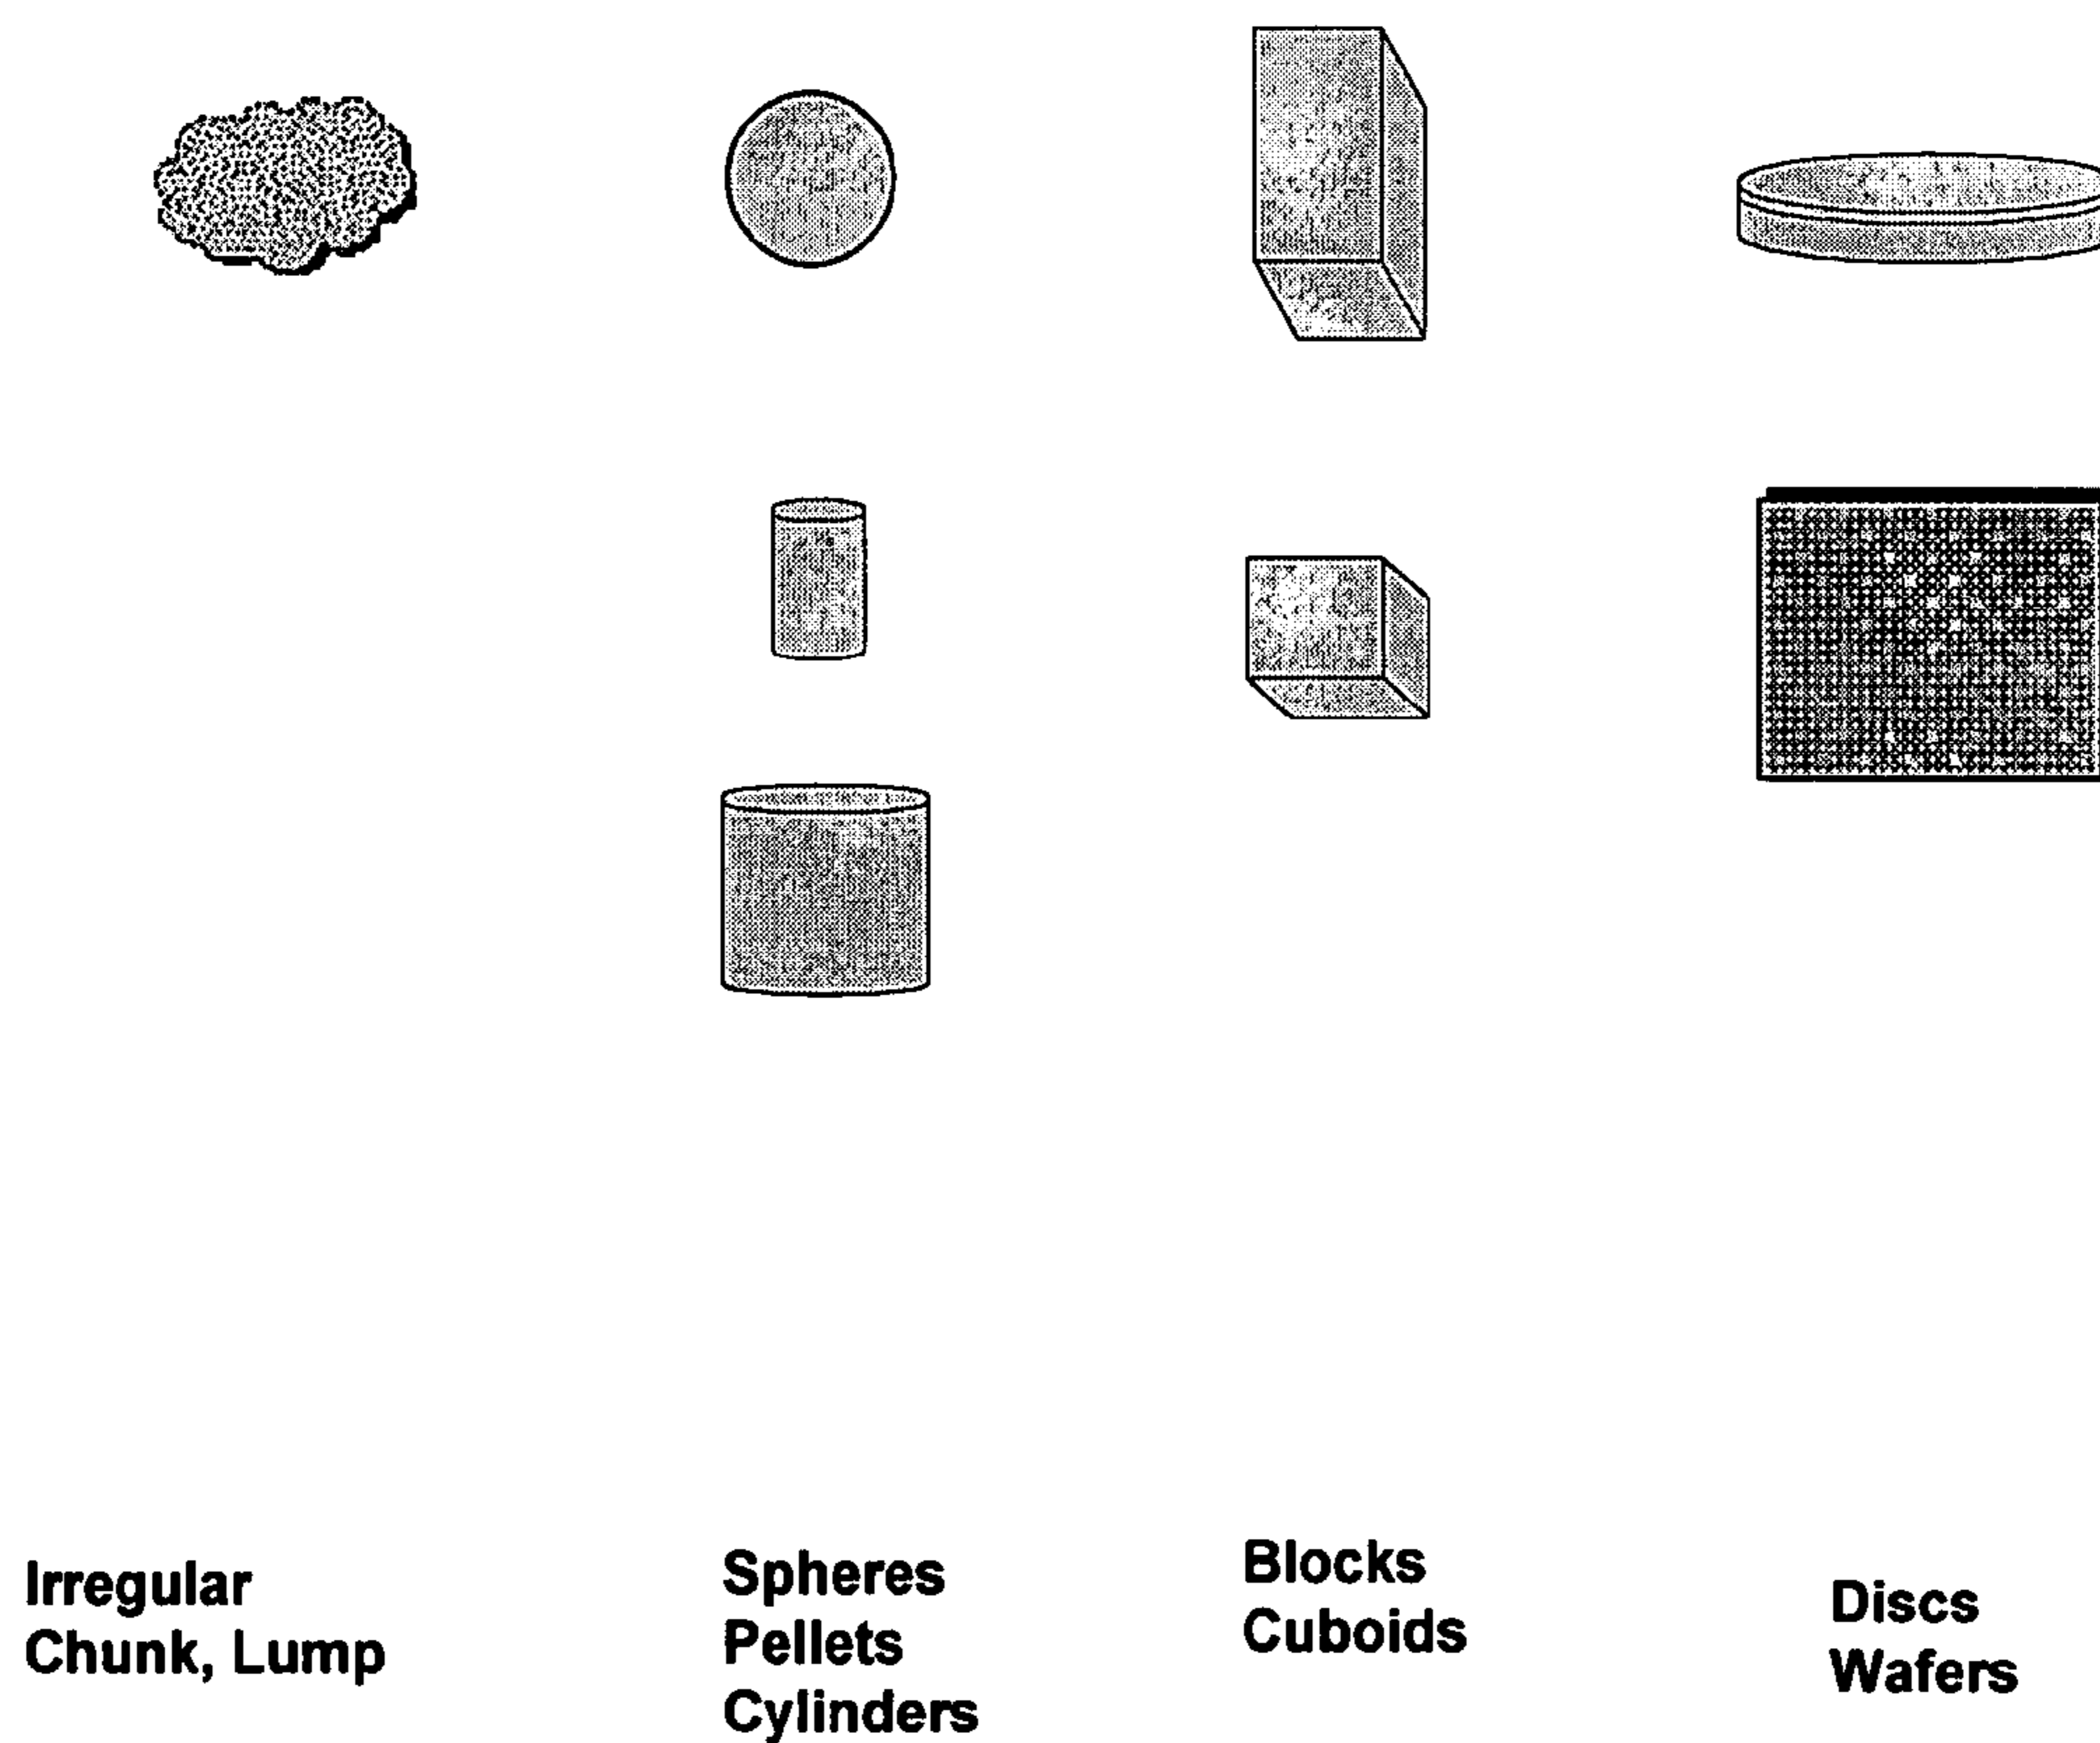 Irregular
Chunk, Lump
Spheres
Pellets
Cylinders
Blocks
Cuboids
Discs
Wafers